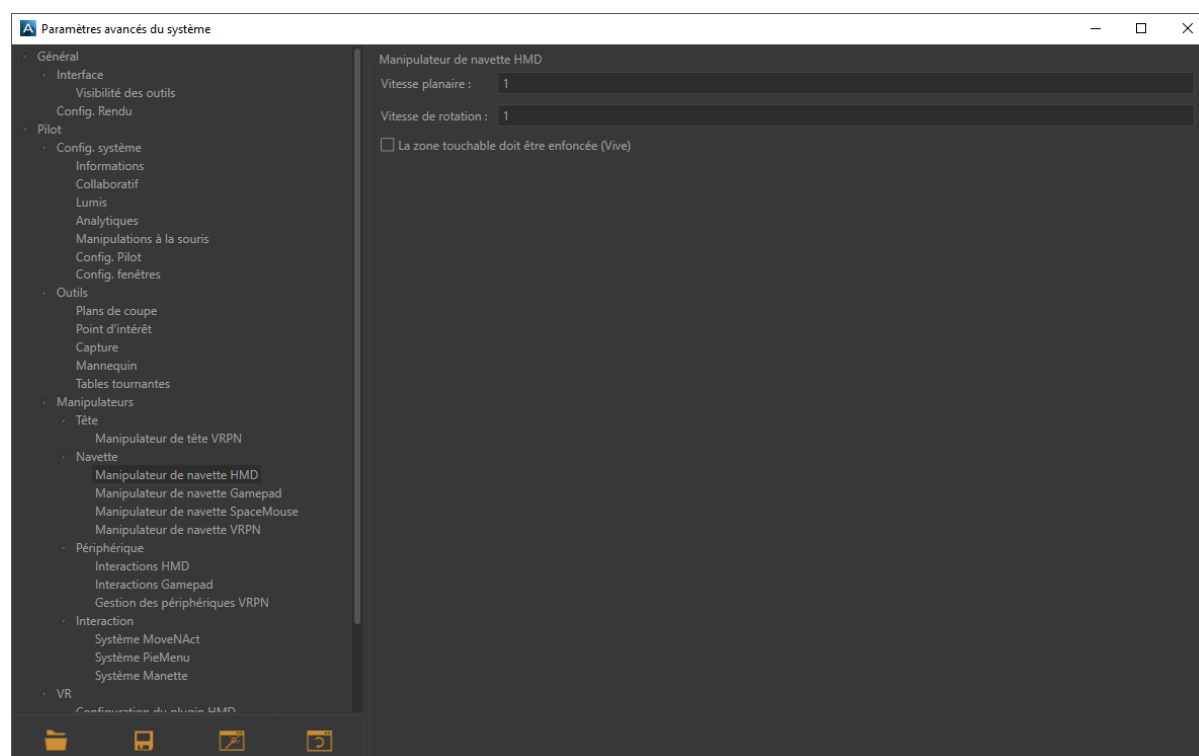 Paramètres avancés du système
Général
Interface
Visibilité des outils
Config. Rendu
Pilot
Config. système
Informations
Collaboratif
Lumis
Analytiques
Manipulations à la souris
Config. Pilot
Config. fenêtres
Outils
Plans de coupe
Point d'intérêt
Capture
Mannequin
Tables tournantes
Manipulateurs
Tête
Manipulateur de tête VRPN
Navette
Manipulateur de navette HMD
Manipulateur de navette Gamepad
Manipulateur de navette SpaceMouse
Manipulateur de navette VRPN
Périphérique
Interactions HMD
Interactions Gamepad
Gestion des périphériques VRPN
Interaction
Système MoveNAct
Système PieMenu
Système Manette
VR
Configuration du plugin HMD
Manipulateur de navette HMD
Vitesse planaire : 1
Vitesse de rotation : 1
La zone touchable doit être enfoncée (Vive)